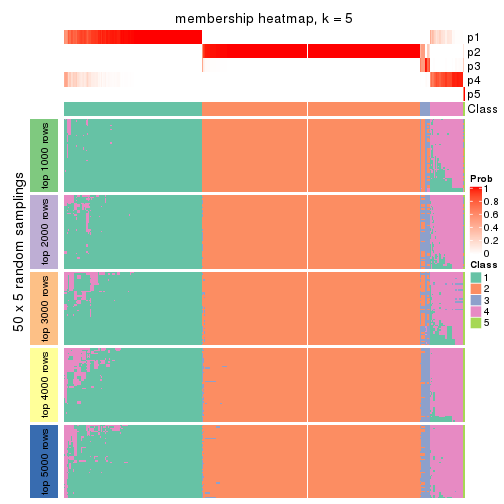 membership heatmap, k = 5
p1
p2
p3
p4
p5
Class
50 x 5 random samplings
top 1000 rows
top 2000 rows
top 3000 rows
top 4000 rows
top 5000 rows
Prob
1
0.8
0.6
0.4
0.2
0
Class
1
2
3
4
5